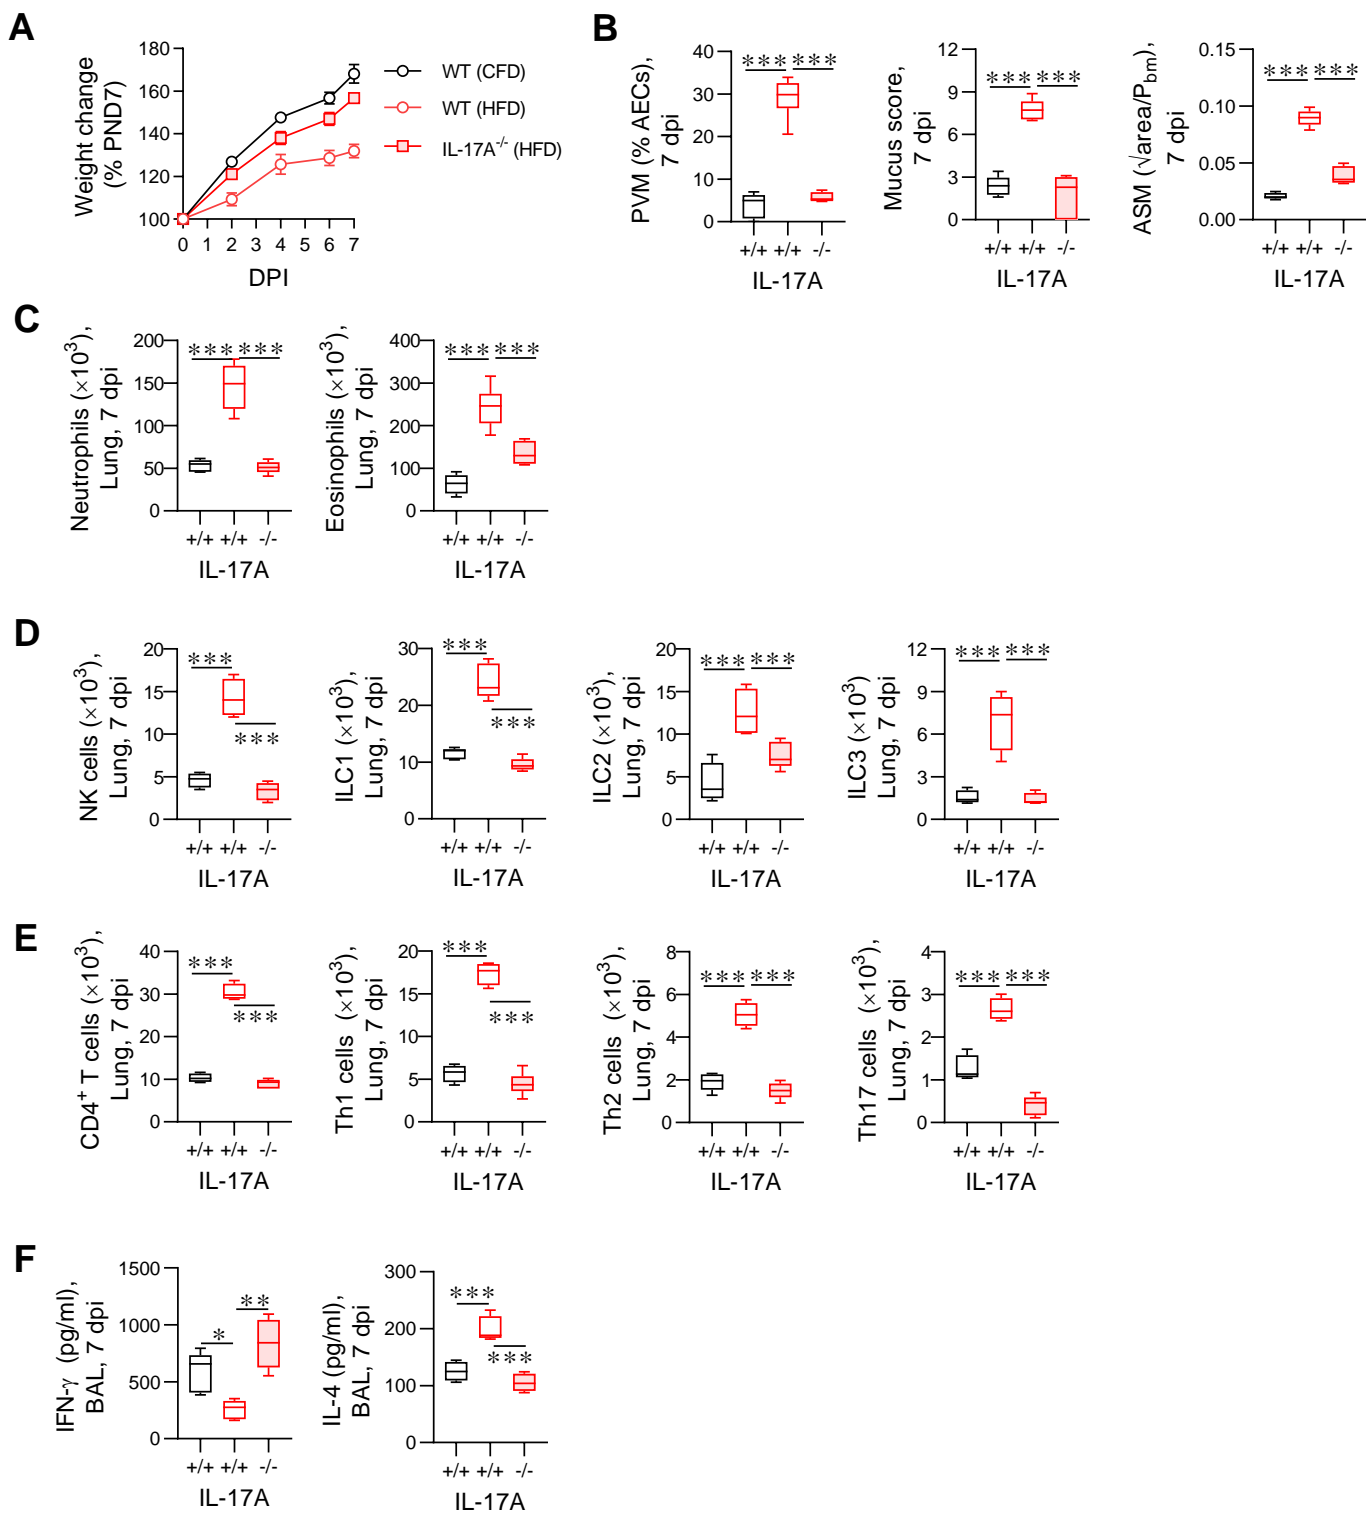 A
180
160
140
120
100
Weight change
(% PND7)
0 1 2 3 4 5 6 7
DPI
WT (CFD)
WT (HFD)
IL-17A-/- (HFD)
B
PVM (% AECs),
7 dpi
40
30
20
10
0
*** ***
+/+ +/+ -/-
IL-17A
Mucus score,
7 dpi
12
9
6
3
0
*** ***
+/+ +/+ -/-
IL-17A
ASM (√area/Pbm),
7 dpi
0.15
0.10
0.05
0.00
*** ***
+/+ +/+ -/-
IL-17A
C
Neutrophils (×10³),
Lung, 7 dpi
200
150
100
50
0
*** ***
+/+ +/+ -/-
IL-17A
Eosinophils (×10³),
Lung, 7 dpi
400
300
200
100
0
*** ***
+/+ +/+ -/-
IL-17A
D
NK cells (×10³),
Lung, 7 dpi
20
15
10
5
0
***
***
+/+ +/+ -/-
IL-17A
ILC1 (×10³),
Lung, 7 dpi
30
20
10
0
***
***
+/+ +/+ -/-
IL-17A
ILC2 (×10³),
Lung, 7 dpi
20
15
10
5
0
*** ***
+/+ +/+ -/-
IL-17A
ILC3 (×10³)
Lung, 7 dpi
12
9
6
3
0
*** ***
+/+ +/+ -/-
IL-17A
E
CD4+ T cells (×10³),
Lung, 7 dpi
40
30
20
10
0
***
***
+/+ +/+ -/-
IL-17A
Th1 cells (×10³),
Lung, 7 dpi
20
15
10
5
0
***
***
+/+ +/+ -/-
IL-17A
Th2 cells (×10³),
Lung, 7 dpi
8
6
4
2
0
*** ***
+/+ +/+ -/-
IL-17A
Th17 cells (×10³),
Lung, 7 dpi
4
3
2
1
0
*** ***
+/+ +/+ -/-
IL-17A
F
IFN-γ (pg/ml),
BAL, 7 dpi
1500
1000
500
0
*
**
+/+ +/+ -/-
IL-17A
IL-4 (pg/ml),
BAL, 7 dpi
300
200
100
0
***
***
+/+ +/+ -/-
IL-17A